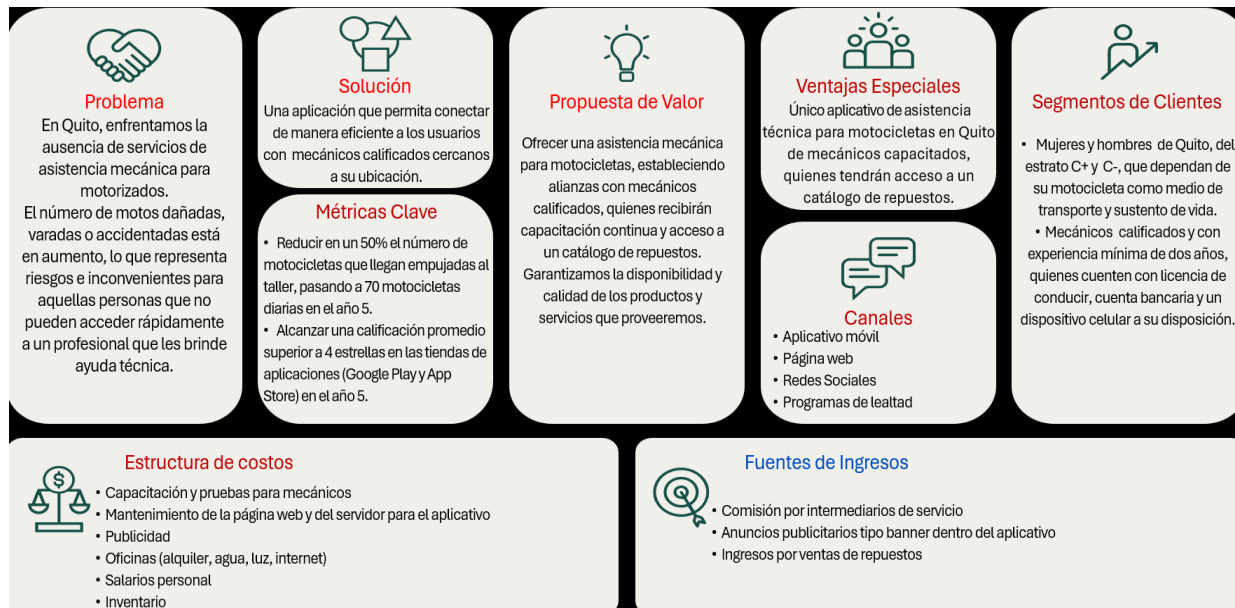 Problema
En Quito, enfrentamos la
ausencia de servicios de
asistencia mecánica para
motorizados.
El número de motos dañadas,
varadas o accidentadas está
en aumento, lo que representa
riesgos e inconvenientes para
aquellas personas que no
pueden acceder rápidamente
a un profesional que les brinde
ayuda técnica.
Solución
Una aplicación que permita conectar
de manera eficiente a los usuarios
con mecánicos calificados cercanos
a su ubicación.
Métricas Clave
• Reducir en un 50% el número de
motocicletas que llegan empujadas al
taller, pasando a 70 motocicletas
diarias en el año 5.
• Alcanzar una calificación promedio
superior a 4 estrellas en las tiendas de
aplicaciones (Google Play y App
Store) en el año 5.
Propuesta de Valor
Ofrecer una asistencia mecánica
para motocicletas, estableciendo
alianzas con mecánicos
calificados, quienes recibirán
capacitación continua y acceso a
un catálogo de repuestos.
Garantizamos la disponibilidad y
calidad de los productos y
servicios que proveeremos.
Ventajas Especiales
Único aplicativo de asistencia
técnica para motocicletas en Quito
de mecánicos capacitados,
quienes tendrán acceso a un
catálogo de repuestos.
Canales
• Aplicativo móvil
• Página web
• Redes Sociales
• Programas de lealtad
Segmentos de Clientes
• Mujeres y hombres de Quito, del
estrato C+ y C-, que dependan de
su motocicleta como medio de
transporte y sustento de vida.
• Mecánicos calificados y con
experiencia mínima de dos años,
quienes cuenten con licencia de
conducir, cuenta bancaria y un
dispositivo celular a su disposición.
Estructura de costos
$
• Capacitación y pruebas para mecánicos
• Mantenimiento de la página web y del servidor para el aplicativo
• Publicidad
• Oficinas (alquiler, agua, luz, internet)
• Salarios personal
• Inventario
Fuentes de Ingresos
• Comisión por intermediarios de servicio
• Anuncios publicitarios tipo banner dentro del aplicativo
• Ingresos por ventas de repuestos